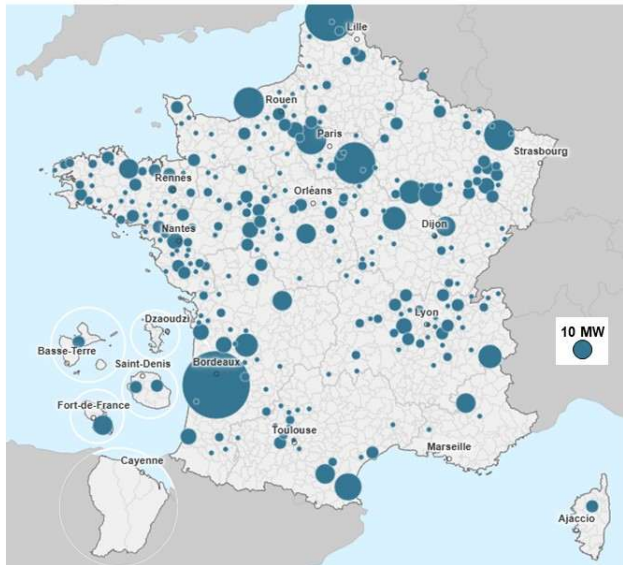 Lille
Rouen
Paris
Strasbourg
Rennes
Orléans
Nantes
Dijon
Dzaoudzi
Lyon
10 MW
Basse-Terre
Saint-Denis
Bordeaux
Fort-de-France
Toulouse
Marseille
Cayenne
Ajaccio